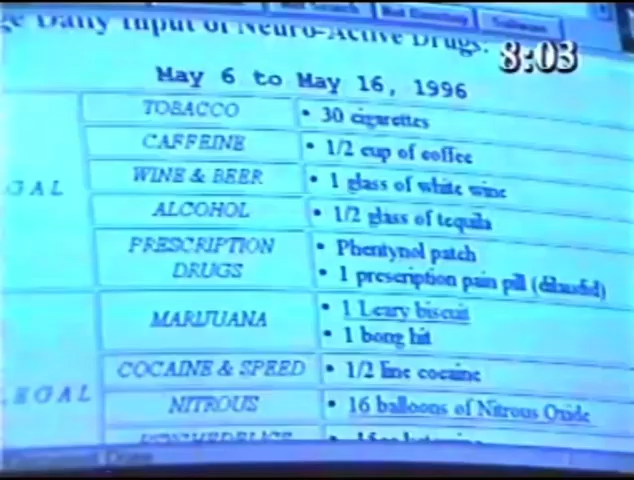 Daily Input of Neuro-Active Drugs.
8:03
May 6 to May 16, 1996
TOBACCO • 30 cigarettes
CAFFEINE • 1/2 cup of coffee
WINE & BEER • 1 glass of white wine
GAL
ALCOHOL • 1/2 glass of tequila
PRESCRIPTION DRUGS • Phentynol patch
• 1 prescription pain pill (dilaudid)
MARIJUANA • 1 Leary biscuit
• 1 bong hit
COCAINE & SPEED • 1/2 line cocaine
EGAL
NITROUS • 16 balloons of Nitrous Oxide